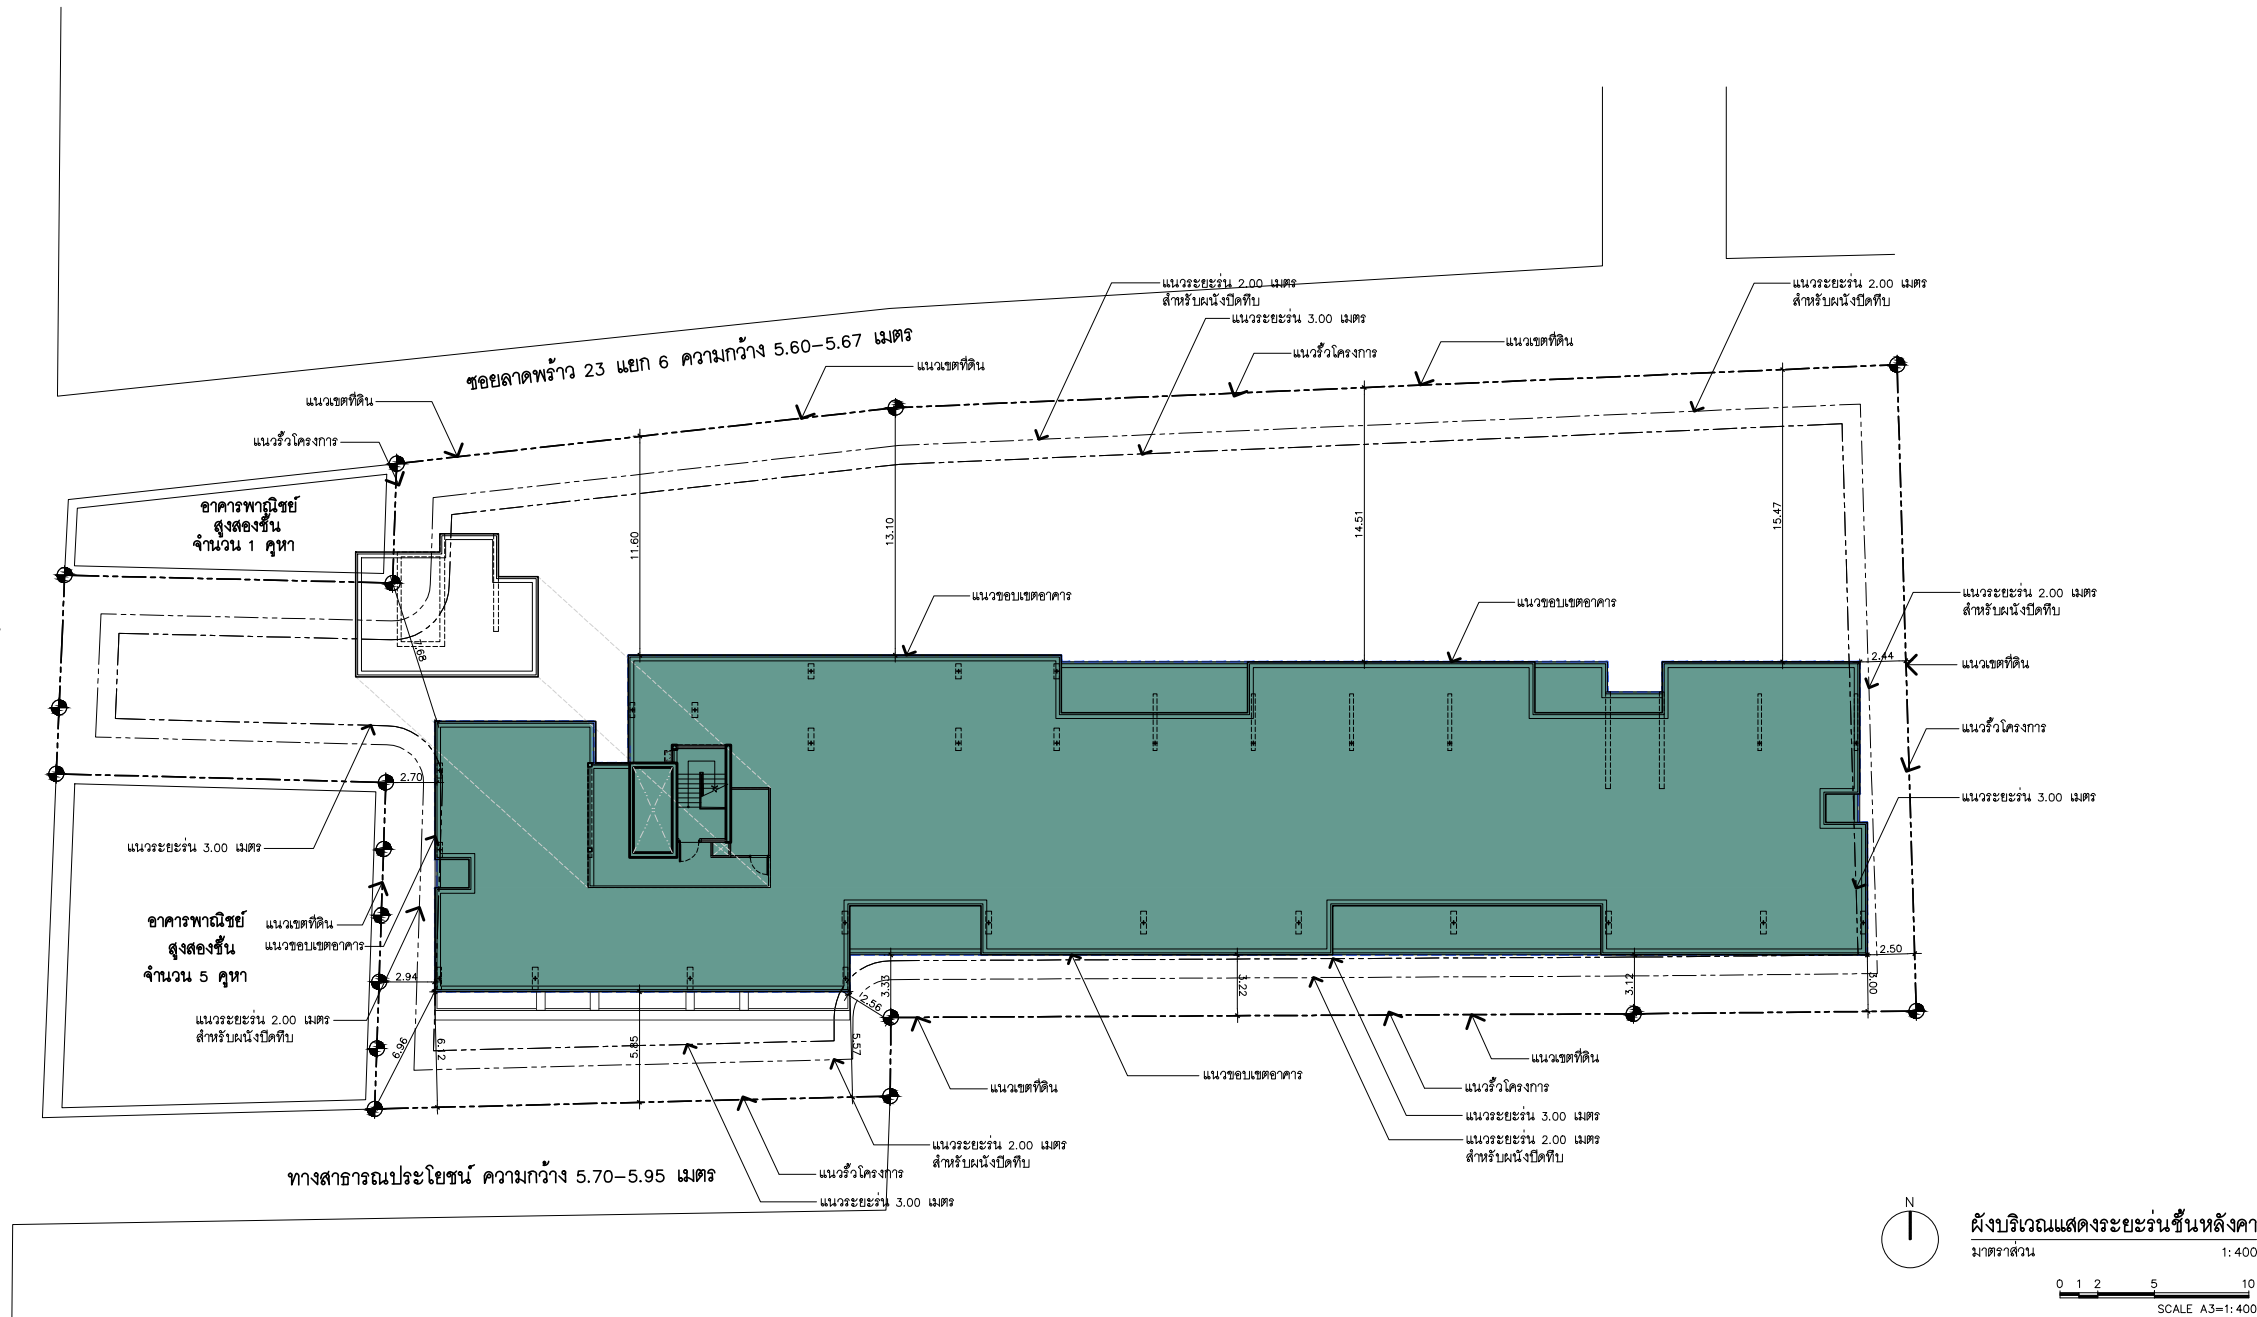 แนวระยะร่น 2.00 เมตร
สำหรับผนังปิดทึบ
แนวระยะร่น 2.00 เมตร
สำหรับผนังปิดทึบ
แนวระยะร่น 3.00 เมตร
ซอยลาดพร้าว 23 แยก 6 ความกว้าง 5.60-5.67 เมตร
แนวรั้วโครงการ
แนวเขตที่ดิน
แนวเขตที่ดิน
แนวเขตที่ดิน
แนวรั้วโครงการ
อาคารพาณิชย์
สูงสองชั้น
จำนวน 1 คูหา
11.60
13.10
14.51
15.47
แนวขอบเขตอาคาร
แนวขอบเขตอาคาร
แนวระยะร่น 2.00 เมตร
สำหรับผนังปิดทึบ
7.68
2.44
แนวเขตที่ดิน
แนวรั้วโครงการ
2.70
แนวระยะร่น 3.00 เมตร
แนวระยะร่น 3.00 เมตร
อาคารพาณิชย์
สูงสองชั้น
จำนวน 5 คูหา
แนวเขตที่ดิน
แนวขอบเขตอาคาร
2.94
2.50
แนวระยะร่น 2.00 เมตร
สำหรับผนังปิดทึบ
6.96
6.12
5.85
5.57
2.56
3.33
3.22
3.12
3.00
แนวเขตที่ดิน
แนวขอบเขตอาคาร
แนวเขตที่ดิน
แนวรั้วโครงการ
แนวระยะร่น 3.00 เมตร
แนวระยะร่น 2.00 เมตร
สำหรับผนังปิดทึบ
แนวระยะร่น 2.00 เมตร
สำหรับผนังปิดทึบ
แนวรั้วโครงการ
แนวระยะร่น 3.00 เมตร
ทางสาธารณประโยชน์ ความกว้าง 5.70-5.95 เมตร
N
ผังบริเวณแสดงระยะร่นชั้นหลังคา
มาตราส่วน 1:400
0 1 2 5 10
SCALE A3=1:400